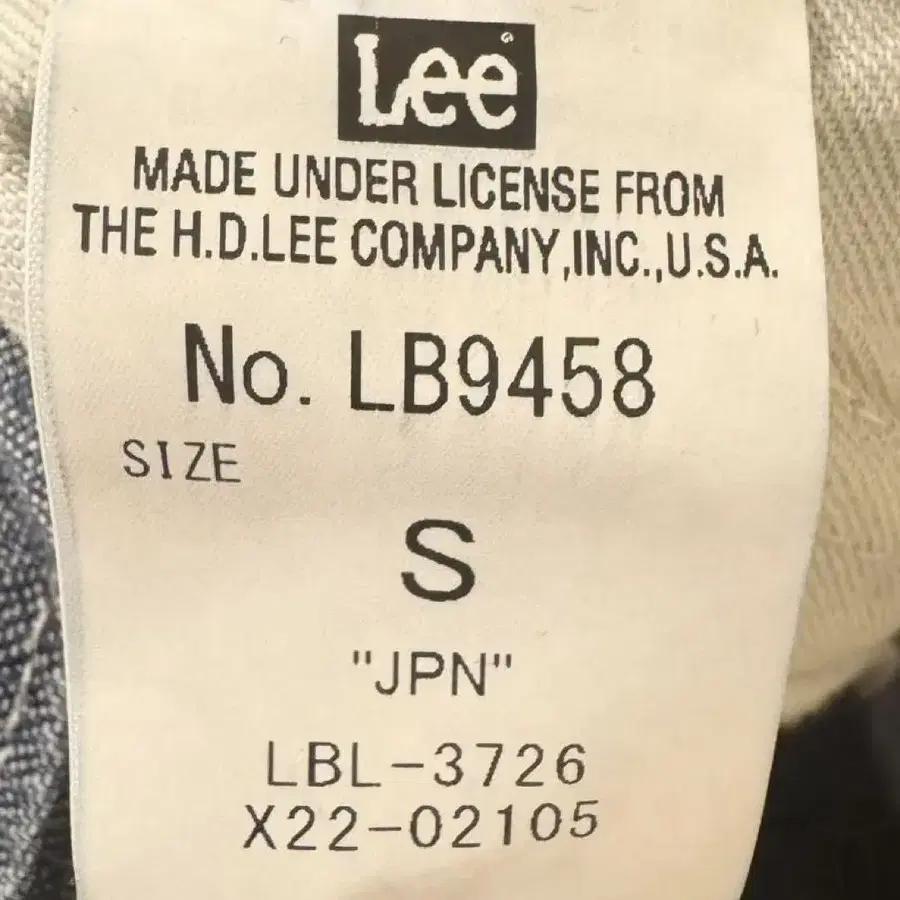 Lee
MADE UNDER LICENSE FROM
THE H.D.LEE COMPANY,INC.,U.S.A.
No. LB9458
SIZE
S
"JPN"
LBL-3726
X22-02105